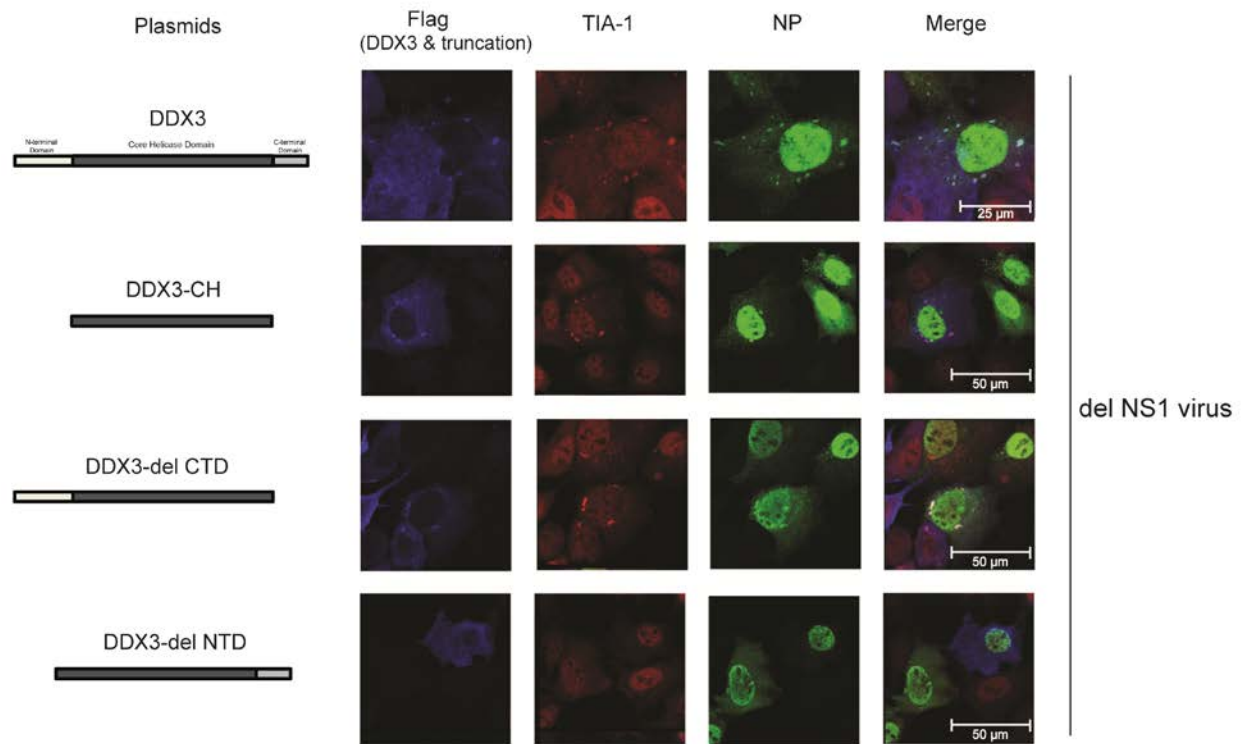 Plasmids
Flag
(DDX3 & truncation)
TIA-1
NP
Merge
DDX3
N-terminal
Domain
Core Helicase Domain
C-terminal
Domain
25 µm
DDX3-CH
50 µm
del NS1 virus
DDX3-del CTD
50 µm
DDX3-del NTD
50 µm